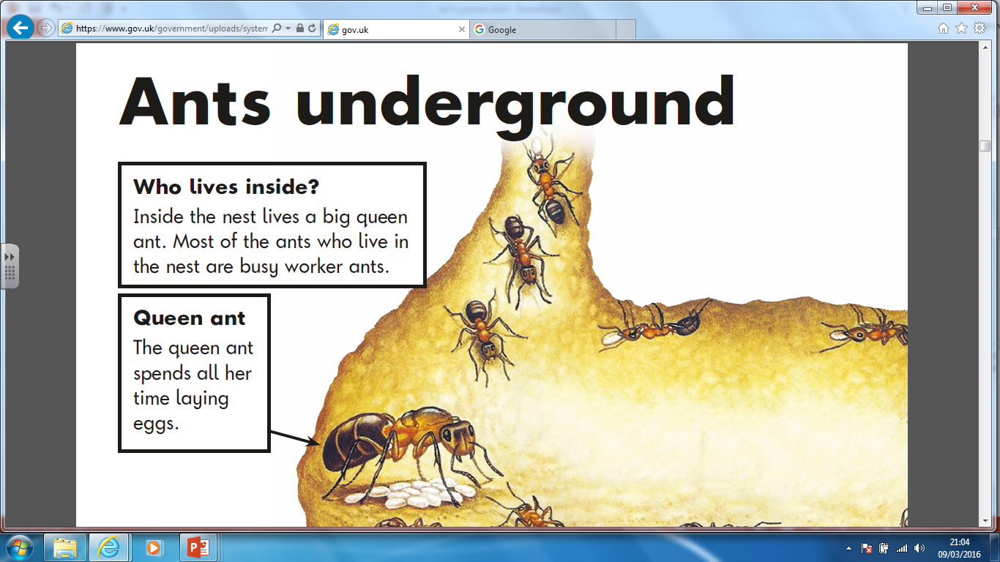 https://www.gov.uk/government/uploads/system
gov.uk
Google
Ants underground
Who lives inside?
Inside the nest lives a big queen
ant. Most of the ants who live in
the nest are busy worker ants.
Queen ant
The queen ant
spends all her
time laying
eggs.
21:04
09/03/2016